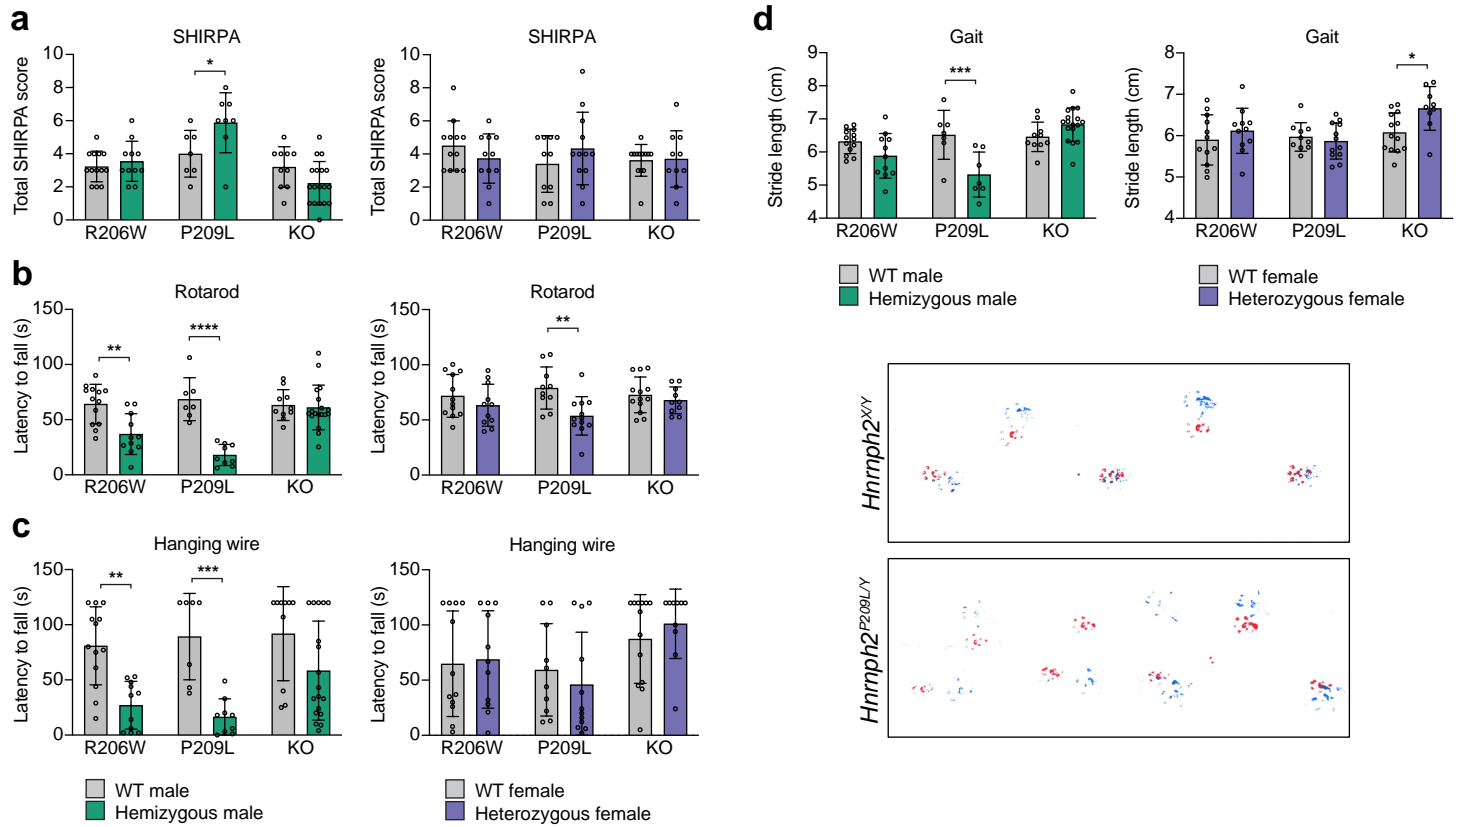 a
SHIRPA
Total SHIRPA score
10
8
6
4
2
0
*
R206W P209L KO
SHIRPA
Total SHIRPA score
10
8
6
4
2
0
R206W P209L KO
b
Rotarod
Latency to fall (s)
150
100
50
0
** ****
R206W P209L KO
Rotarod
Latency to fall (s)
150
100
50
0
**
R206W P209L KO
c
Hanging wire
Latency to fall (s)
150
100
50
0
** ***
R206W P209L KO
WT male
Hemizygous male
Hanging wire
Latency to fall (s)
150
100
50
0
R206W P209L KO
WT female
Heterozygous female
d
Gait
Stride length (cm)
9
8
7
6
5
4
***
R206W P209L KO
WT male
Hemizygous male
Gait
Stride length (cm)
8
7
6
5
4
*
R206W P209L KO
WT female
Heterozygous female
Hnrnph2X/Y
Hnrnph2P209L/Y